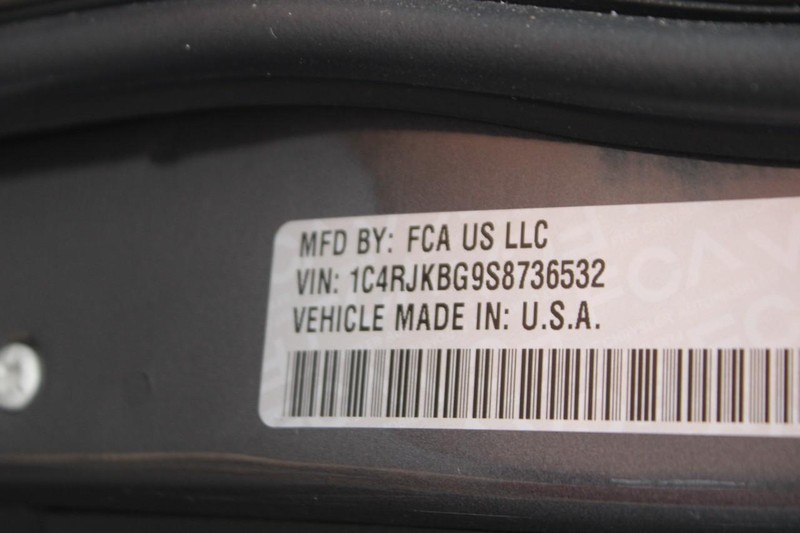 MFD BY: FCA US LLC
VIN: 1C4RJKBG9S8736532
VEHICLE MADE IN: U.S.A.